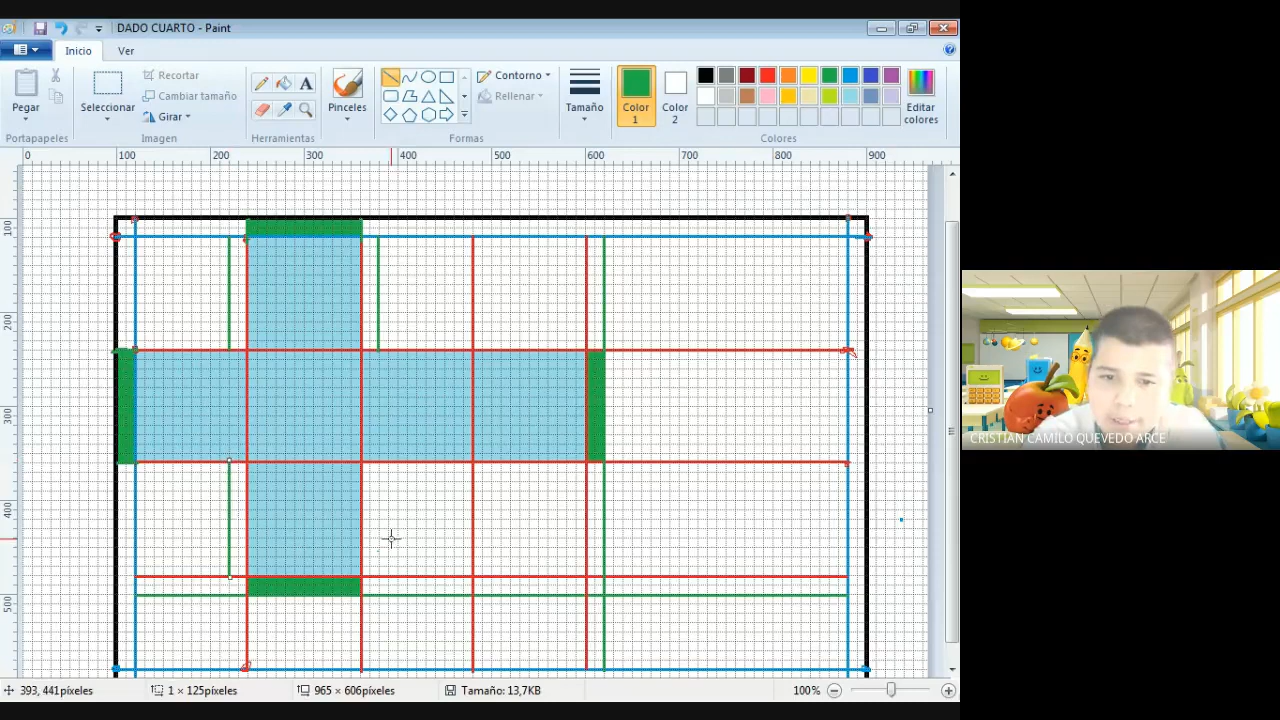 DADO CUARTO - Paint
Inicio
Ver
Pegar
Seleccionar
Recortar
Cambiar tamaño
Girar
A
Pinceles
Contorno
Rellenar
Tamaño
Color 1
Color 2
Editar colores
Portapapeles
Imagen
Herramientas
Formas
Colores
0 100 200 300 400 500 600 700 800 900
100
200
300
400
500
CRISTIAN CAMILO QUEVEDO ARCE
393, 441píxeles
1 × 125píxeles
965 × 606píxeles
Tamaño: 13,7KB
100%